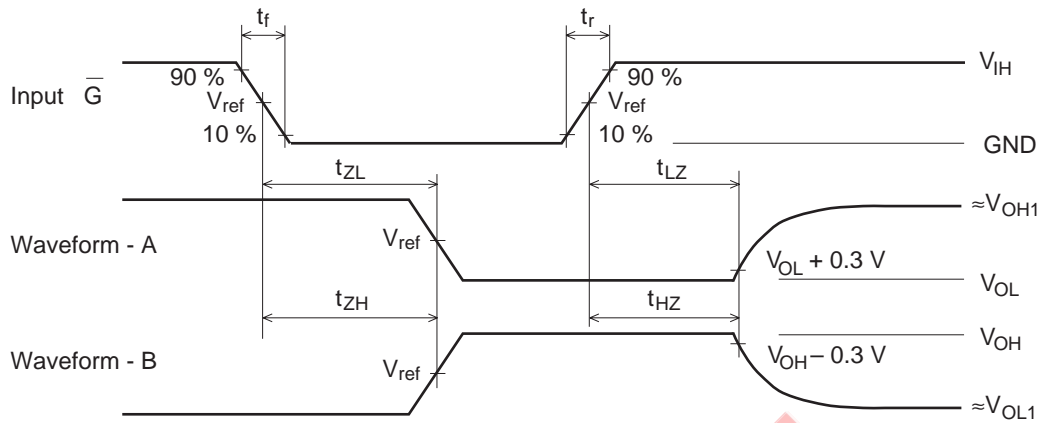 tf
tr
90 %
90 %
VIH
Input G
Vref
Vref
10 %
10 %
GND
tZL
tLZ
≈VOH1
Waveform - A
Vref
VOL + 0.3 V
VOL
tZH
tHZ
VOH
Waveform - B
Vref
VOH – 0.3 V
≈VOL1